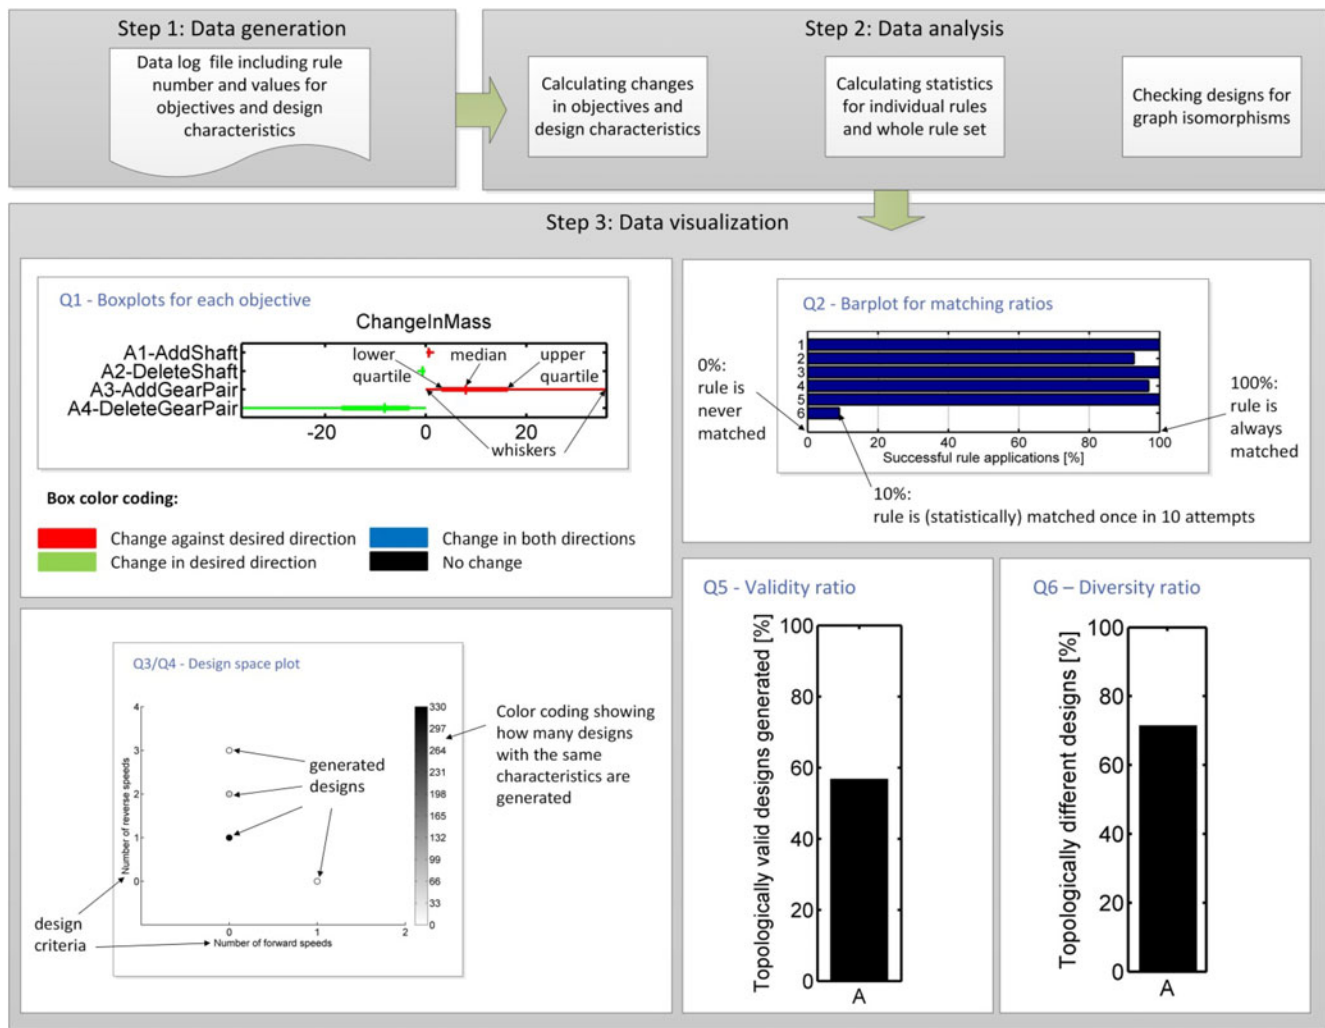 Step 1: Data generation
Data log file including rule
number and values for
objectives and design
characteristics
Step 2: Data analysis
Calculating changes
in objectives and
design characteristics
Calculating statistics
for individual rules
and whole rule set
Checking designs for
graph isomorphisms
Step 3: Data visualization
Q1 - Boxplots for each objective
ChangeInMass
A1-AddShaft
A2-DeleteShaft
A3-AddGearPair
A4-DeleteGearPair
lower
quartile
median
upper
quartile
-20 0 20
whiskers
Box color coding:
Change against desired direction
Change in both directions
Change in desired direction
No change
Q2 - Barplot for matching ratios
0%:
rule is
never
matched
1
2
3
4
5
6
0 20 40 60 80 100
Successful rule applications [%]
100%:
rule is
always
matched
10%:
rule is (statistically) matched once in 10 attempts
Q3/Q4 - Design space plot
Number of reverse speeds
4
3
2
1
0
0 1 2
Number of forward speeds
generated
designs
design
criteria
330
297
264
231
198
165
132
99
66
33
0
Color coding showing
how many designs
with the same
characteristics are
generated
Q5 - Validity ratio
Topologically valid designs generated [%]
100
80
60
40
20
0
A
Q6 – Diversity ratio
Topologically different designs [%]
100
80
60
40
20
0
A